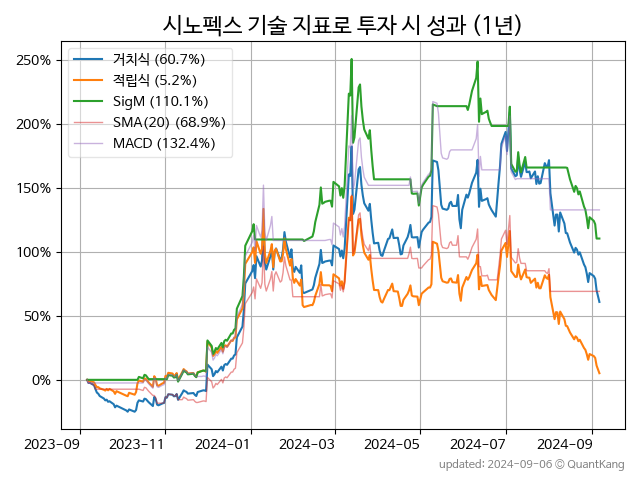 시노펙스 기술 지표로 투자 시 성과 (1년)
250%
200%
150%
100%
50%
0%
거치식 (60.7%)
적립식 (5.2%)
SigM (110.1%)
SMA(20) (68.9%)
MACD (132.4%)
2023-09 2023-11 2024-01 2024-03 2024-05 2024-07 2024-09
updated: 2024-09-06 © QuantKang